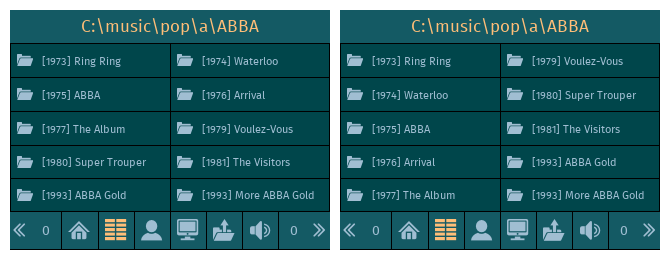 C:\music\pop\a\ABBA
[1973] Ring Ring [1974] Waterloo
[1975] ABBA [1976] Arrival
[1977] The Album [1979] Voulez-Vous
[1980] Super Trouper [1981] The Visitors
[1993] ABBA Gold [1993] More ABBA Gold
0 0
C:\music\pop\a\ABBA
[1973] Ring Ring [1979] Voulez-Vous
[1974] Waterloo [1980] Super Trouper
[1975] ABBA [1981] The Visitors
[1976] Arrival [1993] ABBA Gold
[1977] The Album [1993] More ABBA Gold
0 0